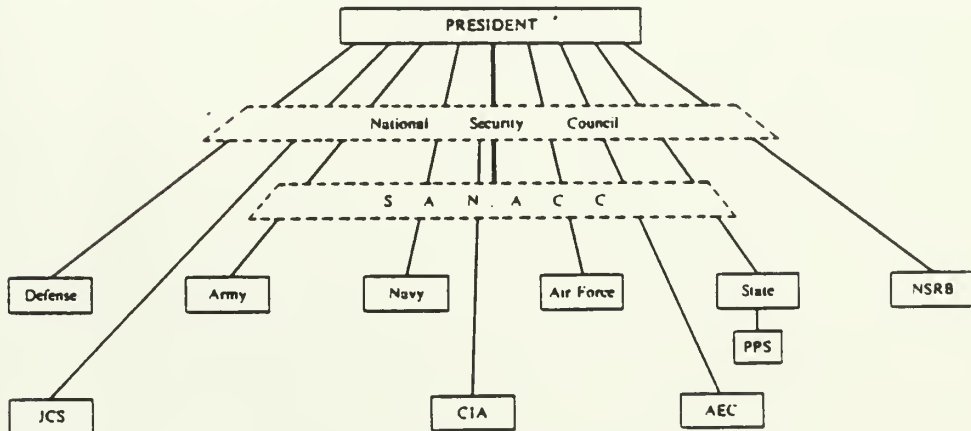 PRESIDENT
National Security Council
S A N A C C
Defense Army Navy Air Force State NSRB
PPS
JCS CIA AEC